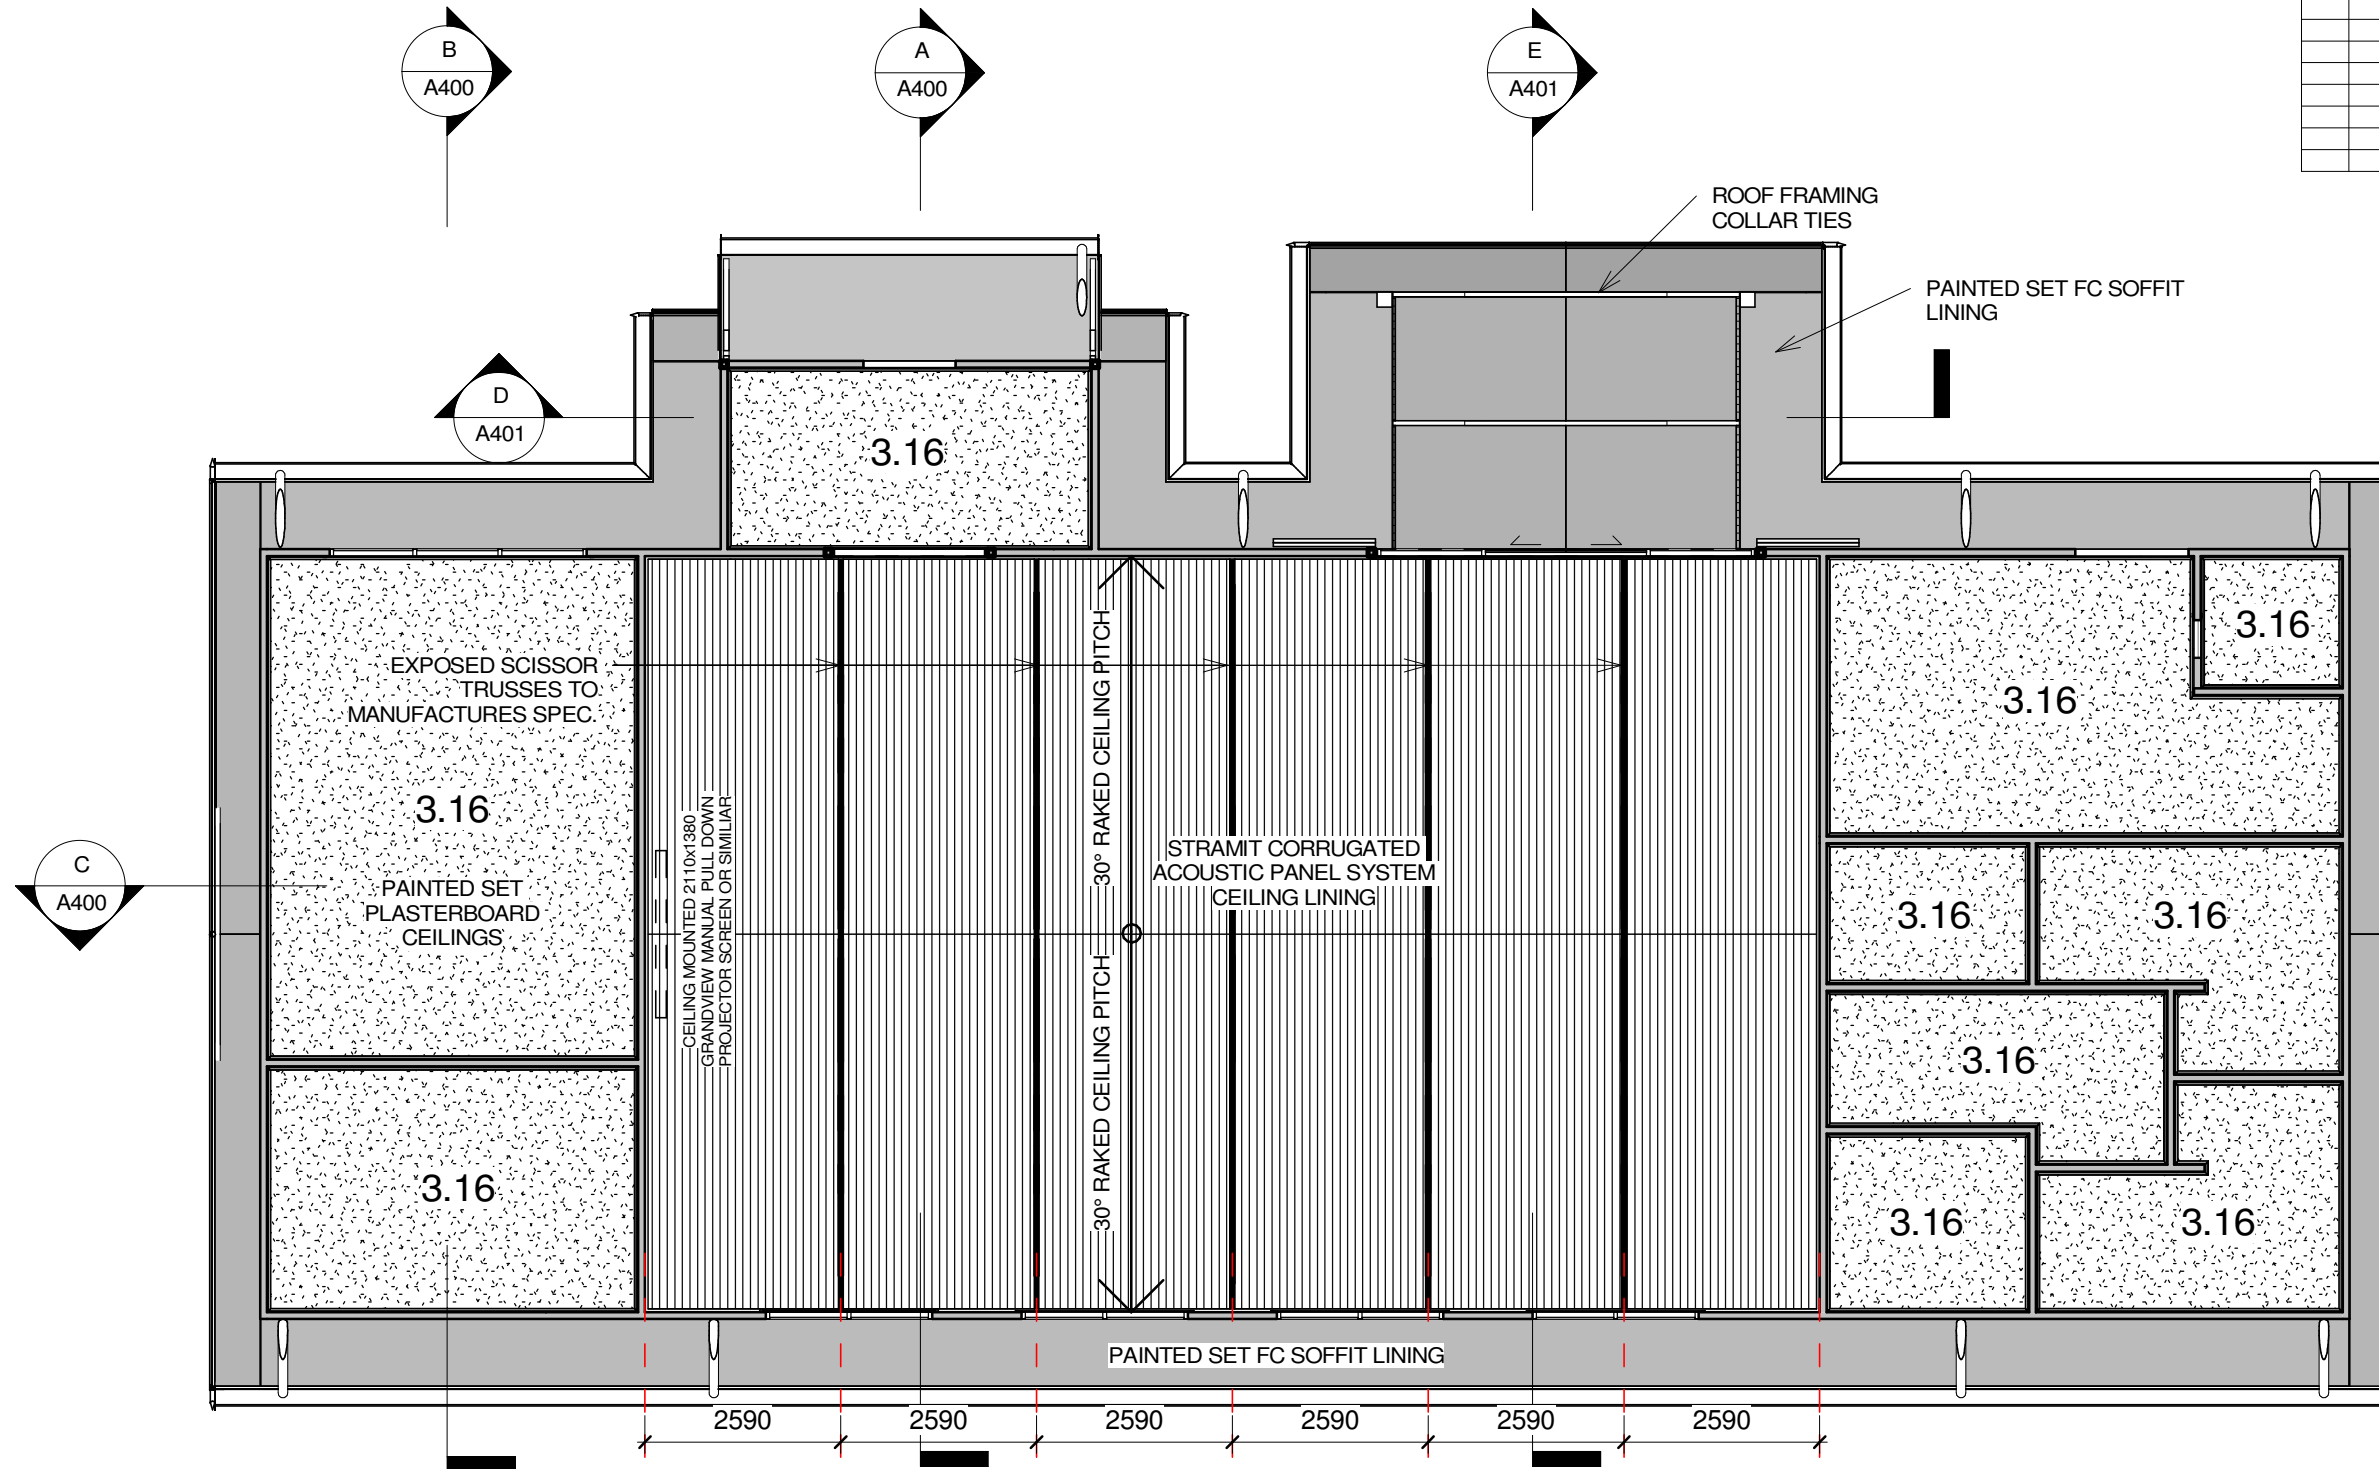 B
A400
A
A400
E
A401
ROOF FRAMING
COLLAR TIES
PAINTED SET FC SOFFIT
LINING
D
A401
3.16
EXPOSED SCISSOR
TRUSSES TO
MANUFACTURES SPEC.
3.16
PAINTED SET
PLASTERBOARD
CEILINGS
C
A400
3.16
CEILING MOUNTED 2110x1380
GRANDVIEW MANUAL PULL DOWN
PROJECTOR SCREEN OR SIMILIAR
30° RAKED CEILING PITCH
30° RAKED CEILING PITCH
STRAMIT CORRUGATED
ACOUSTIC PANEL SYSTEM
CEILING LINING
3.16
3.16
3.16
3.16
3.16
3.16
3.16
PAINTED SET FC SOFFIT LINING
2590
2590
2590
2590
2590
2590